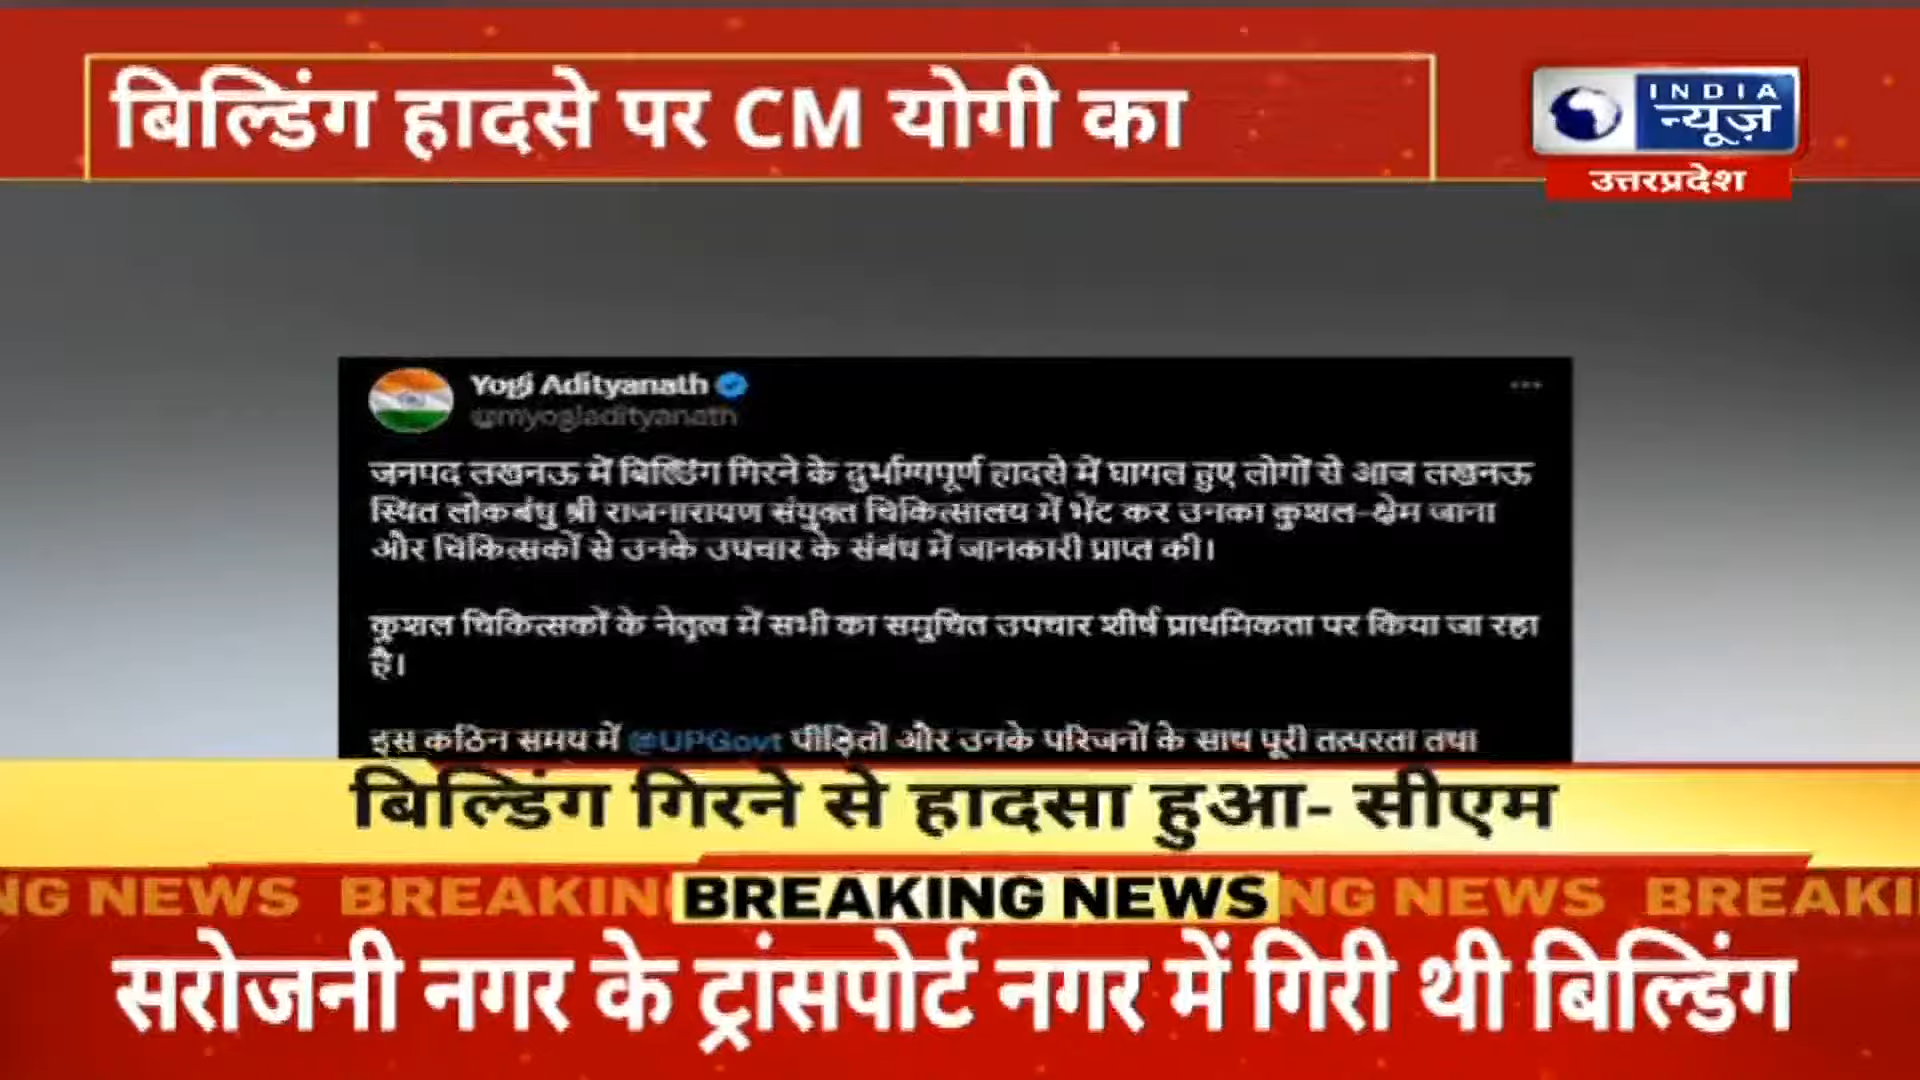 बिल्डिंग हादसे पर CM योगी का
INDIA
न्यूज़
उत्तरप्रदेश
Yogi Adityanath
@myogiadityanath
जनपद लखनऊ में बिल्डिंग गिरने के दुर्भाग्यपूर्ण हादसे में घायल हुए लोगों से आज लखनऊ
स्थित लोकबंधु श्री राजनारायण संयुक्त चिकित्सालय में भेंट कर उनका कुशल-क्षेम जाना
और चिकित्सकों से उनके उपचार के संबंध में जानकारी प्राप्त की।
कुशल चिकित्सकों के नेतृत्व में सभी का समुचित उपचार शीर्ष प्राथमिकता पर किया जा रहा
है।
इस कठिन समय में @UPGovt पीड़ितों और उनके परिजनों के साथ पूरी तत्परता तथा
बिल्डिंग गिरने से हादसा हुआ- सीएम
NG NEWS BREAKING BREAKING NEWS NG NEWS BREAKI
सरोजनी नगर के ट्रांसपोर्ट नगर में गिरी थी बिल्डिंग